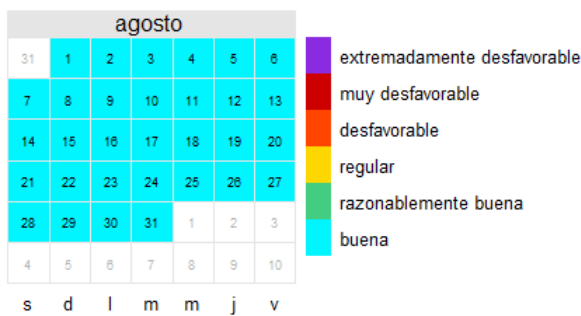 agosto
31 1 2 3 4 5 6
7 8 9 10 11 12 13
14 15 16 17 18 19 20
21 22 23 24 25 26 27
28 29 30 31 1 2 3
4 5 6 7 8 9 10
s d l m m j v
extremadamente desfavorable
muy desfavorable
desfavorable
regular
razonablemente buena
buena